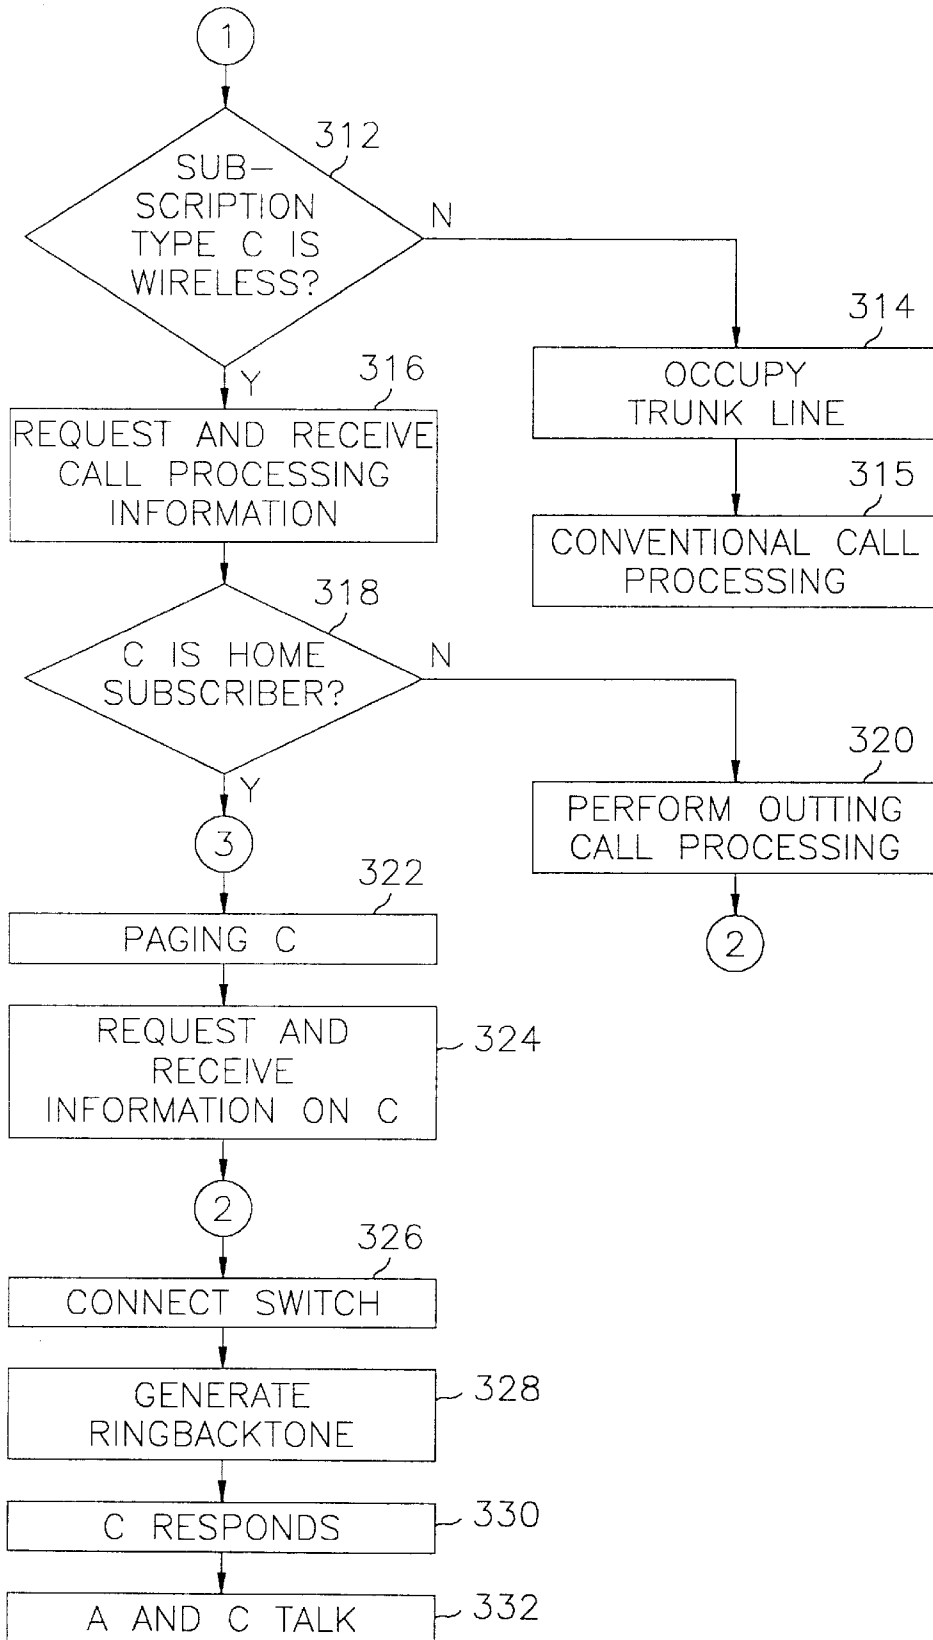 1
312
SUB-
SCRIPTION
TYPE C IS
WIRELESS?
N
Y
314
OCCUPY
TRUNK LINE
316
REQUEST AND RECEIVE
CALL PROCESSING
INFORMATION
315
CONVENTIONAL CALL
PROCESSING
318
C IS HOME
SUBSCRIBER?
N
Y
320
PERFORM OUTTING
CALL PROCESSING
2
3
322
PAGING C
REQUEST AND
RECEIVE
INFORMATION ON C
324
2
326
CONNECT SWITCH
GENERATE
RINGBACKTONE
328
C RESPONDS
330
A AND C TALK
332